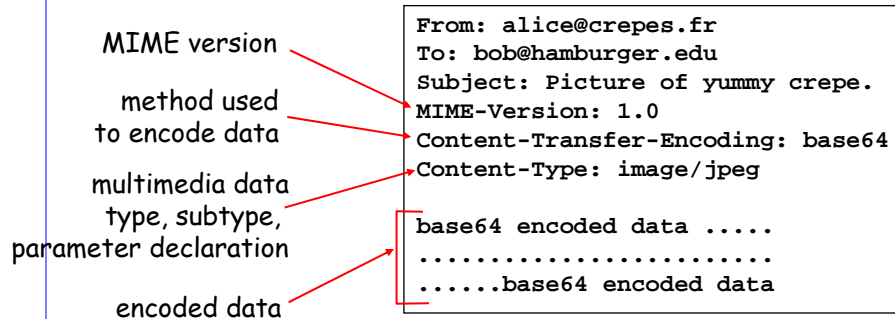 MIME version
method used
to encode data
multimedia data
type, subtype,
parameter declaration
encoded data
From: alice@crepes.fr
To: bob@hamburger.edu
Subject: Picture of yummy crepe.
MIME-Version: 1.0
Content-Transfer-Encoding: base64
Content-Type: image/jpeg
base64 encoded data .....
.........................
......base64 encoded data